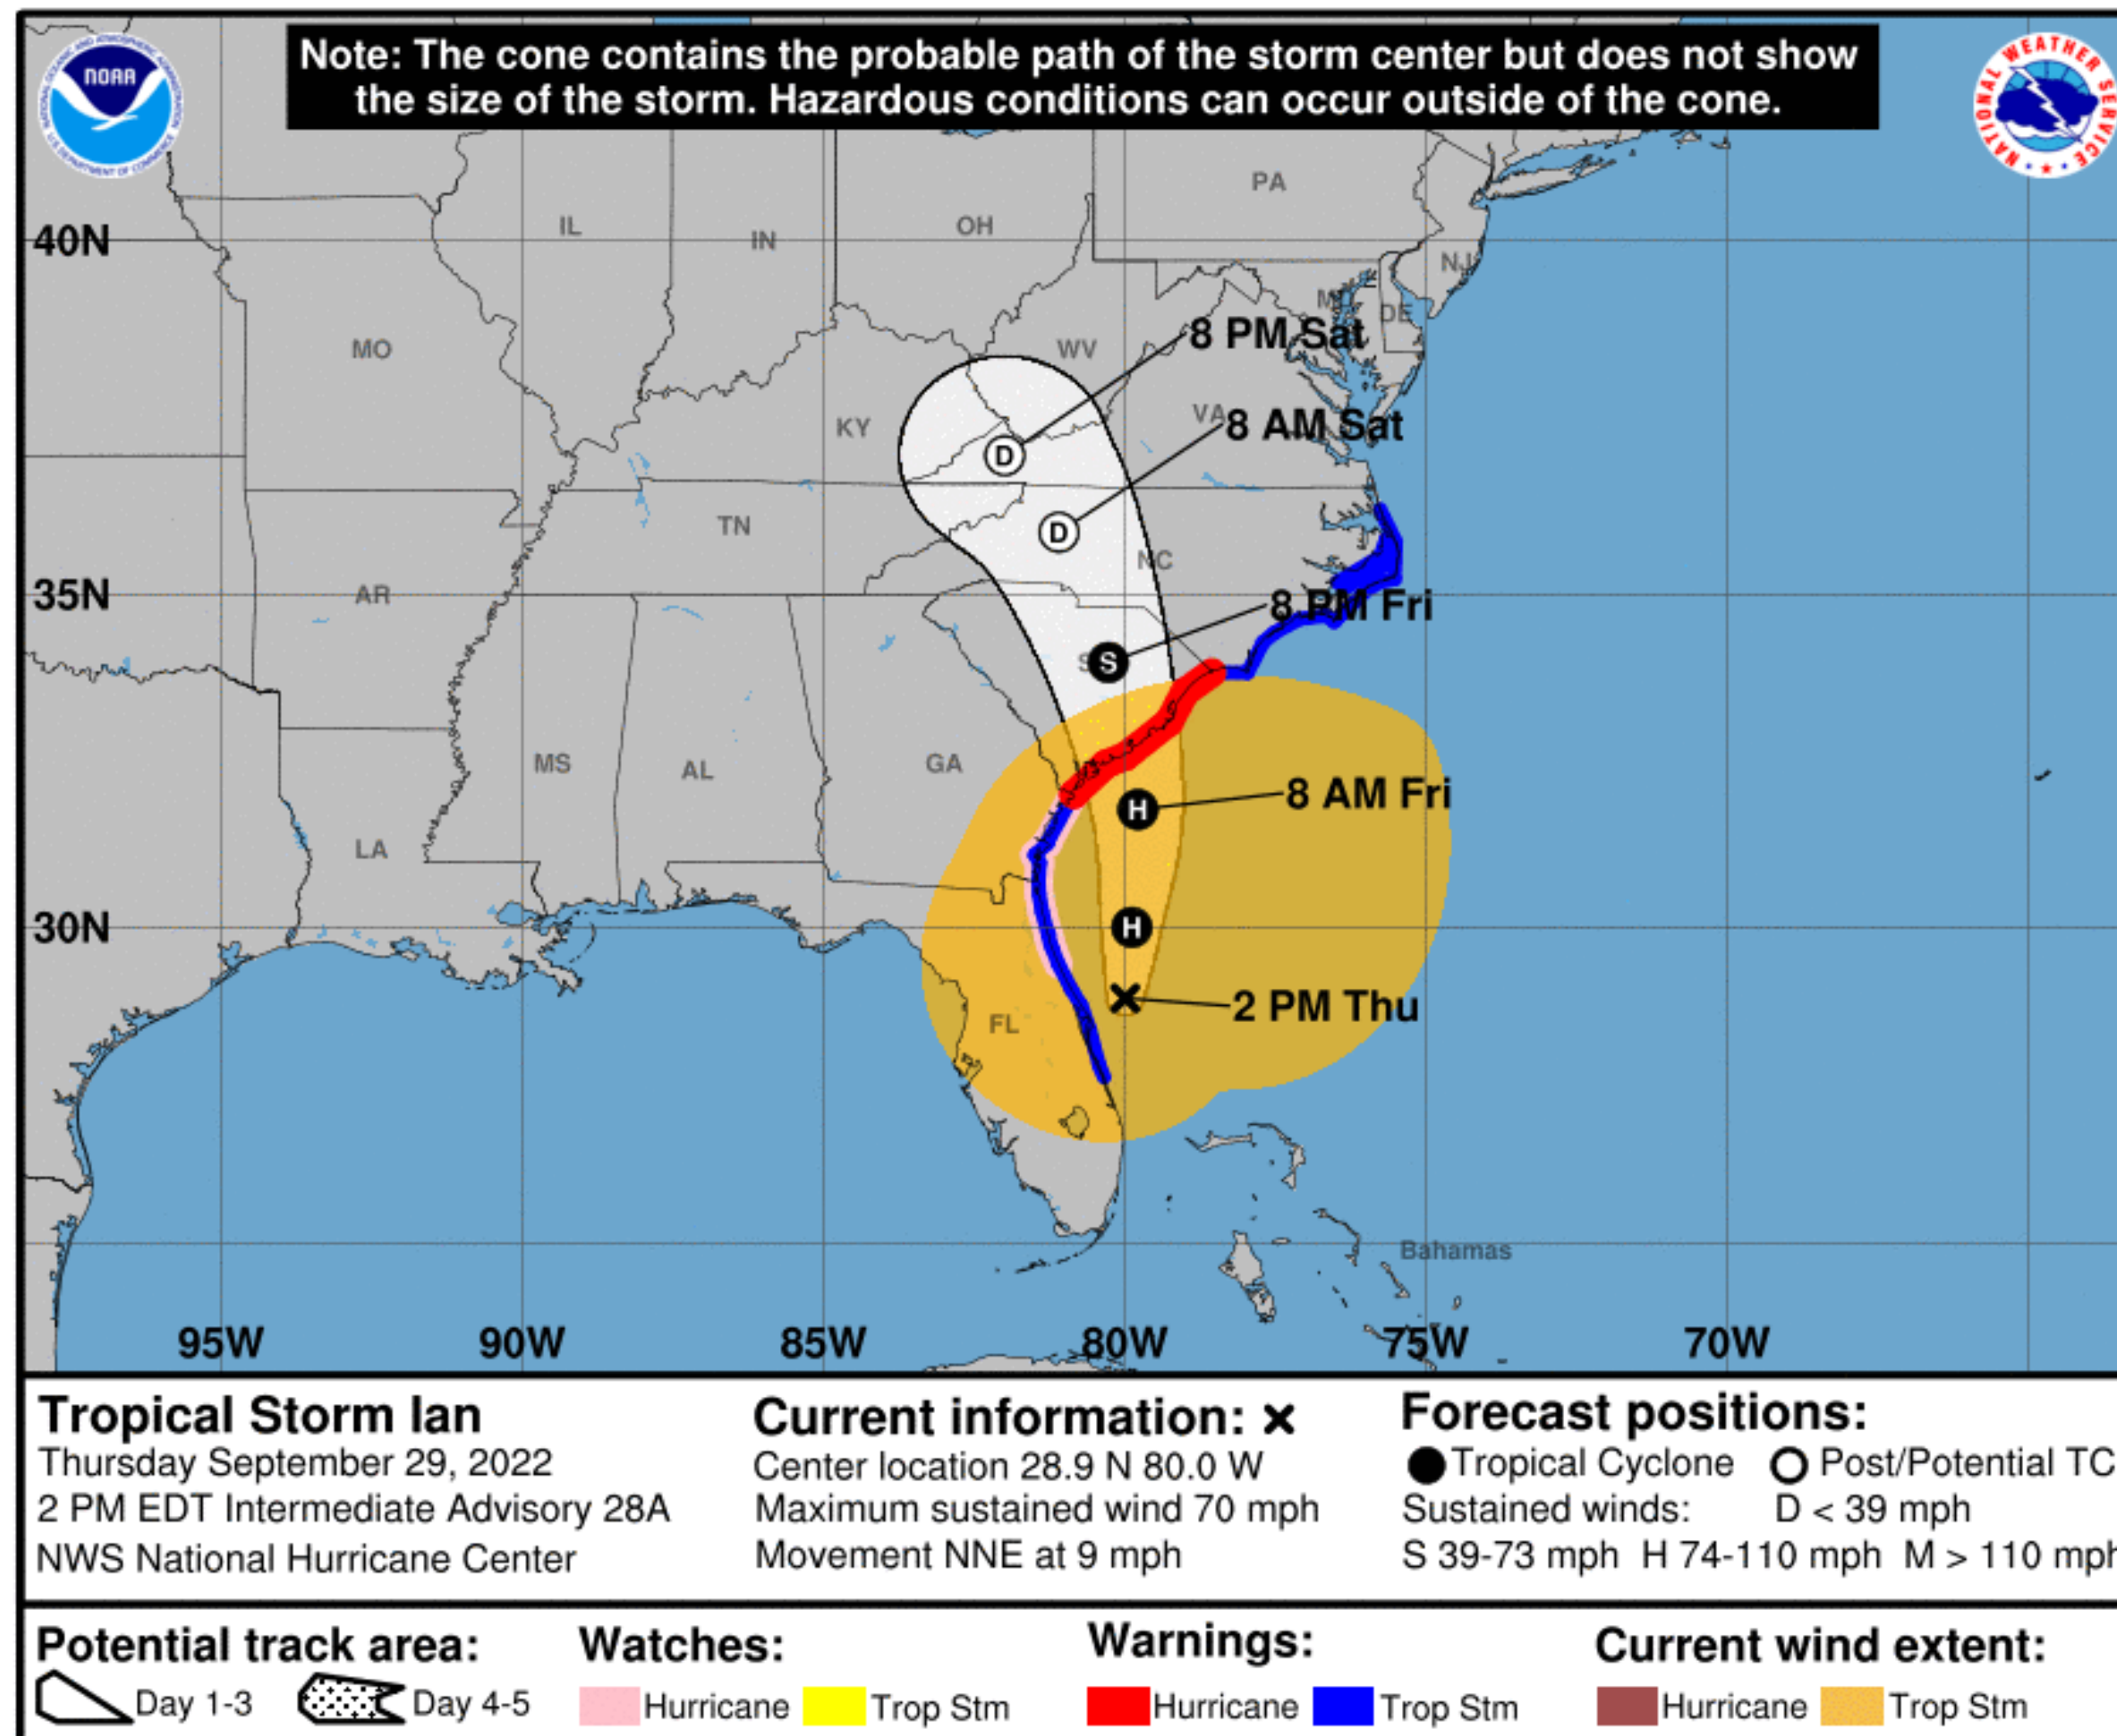 Note: The cone contains the probable path of the storm center but does not show
the size of the storm. Hazardous conditions can occur outside of the cone.
NOAA
NATIONAL WEATHER SERVICE
PA
IL
IN
OH
40N
NJ
DE
MO
WV
8 PM Sat
KY
VA
8 AM Sat
D
TN
D
NC
AR
35N
8 PM Fri
S
MS
AL
GA
8 AM Fri
H
LA
30N
H
2 PM Thu
FL
Bahamas
95W 90W 85W 80W 75W 70W
Tropical Storm Ian
Thursday September 29, 2022
2 PM EDT Intermediate Advisory 28A
NWS National Hurricane Center
Current information: ×
Center location 28.9 N 80.0 W
Maximum sustained wind 70 mph
Movement NNE at 9 mph
Forecast positions:
Tropical Cyclone Post/Potential TC
Sustained winds: D < 39 mph
S 39-73 mph H 74-110 mph M > 110 mph
Potential track area:
Day 1-3 Day 4-5
Watches:
Hurricane Trop Stm
Warnings:
Hurricane Trop Stm
Current wind extent:
Hurricane Trop Stm